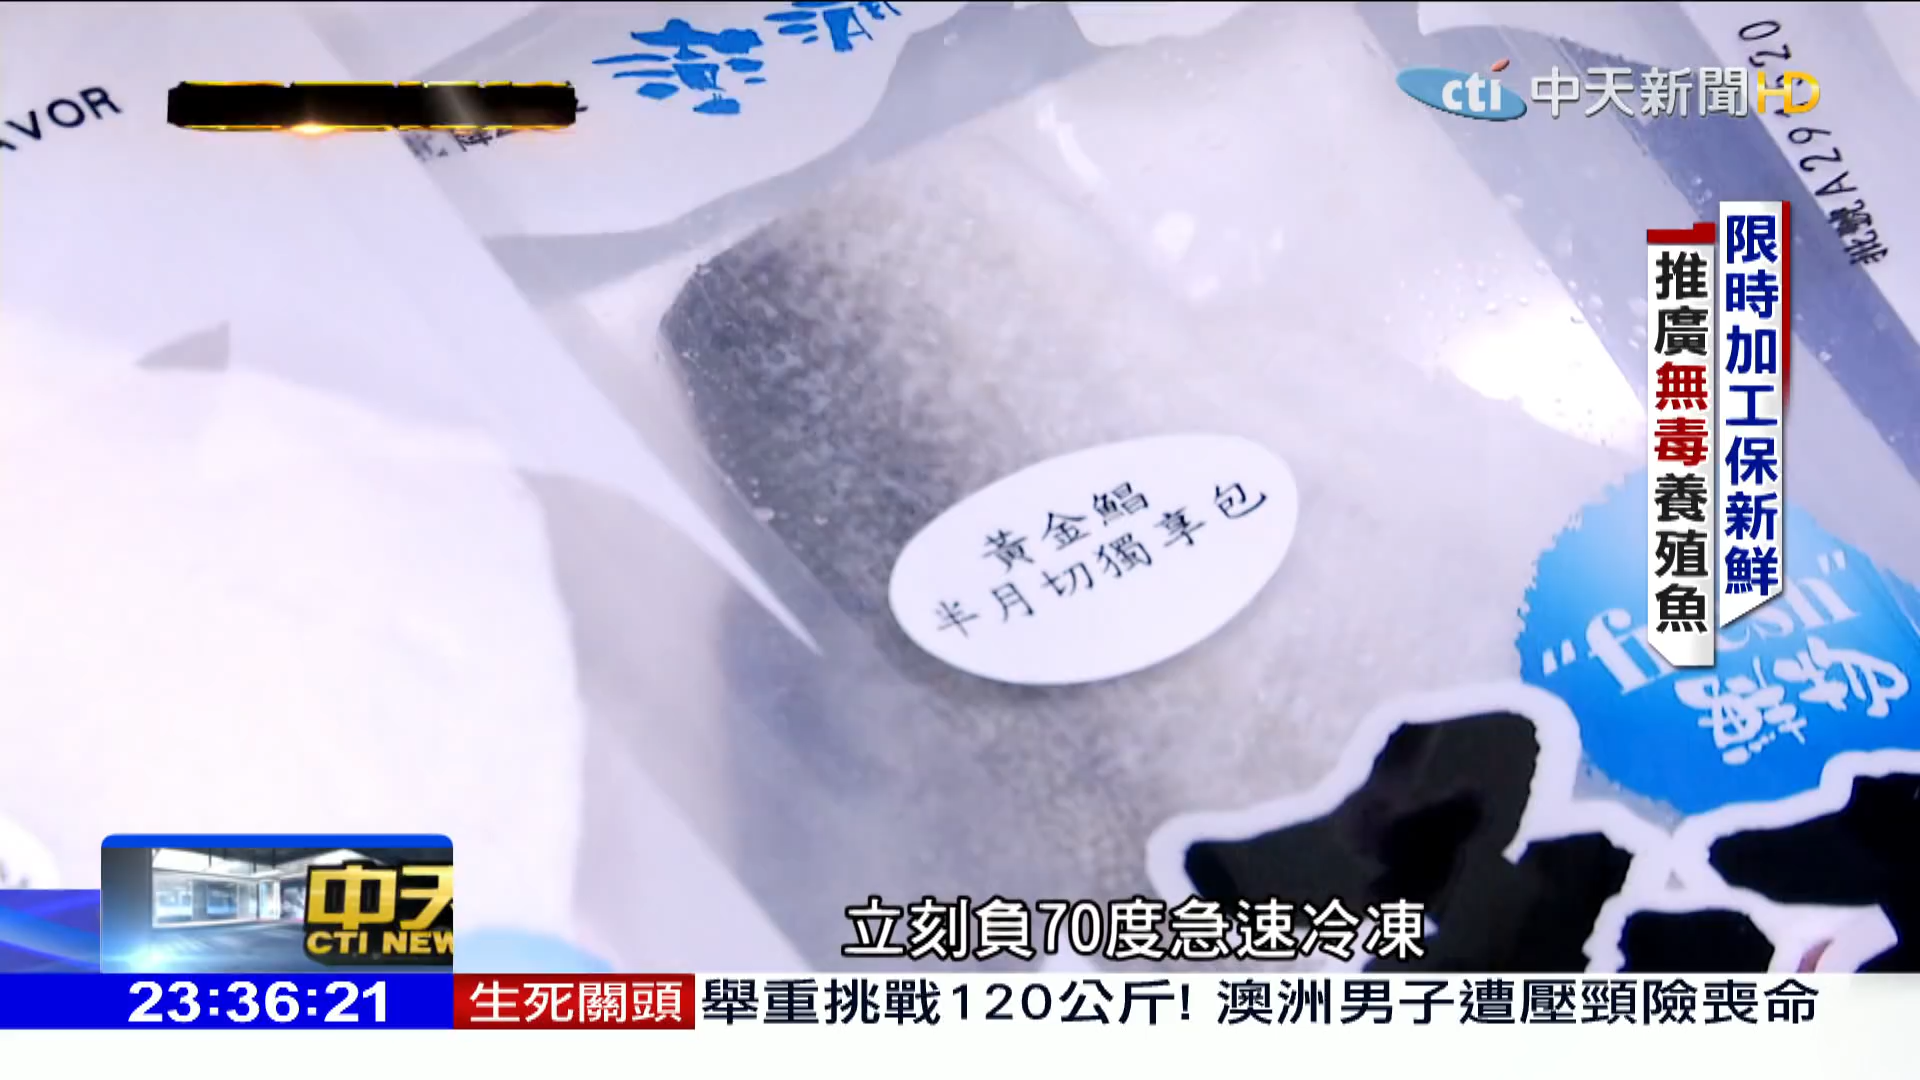 AVOR
cti 中天新聞HD
限時加工保新鮮
推廣無毒養殖魚
黃金鯧
半月切獨享包
"fresh"
急凍
立刻負70度急速冷凍
中天
CTI NEW
23:36:21
生死關頭 舉重挑戰120公斤! 澳洲男子遭壓頸險喪命